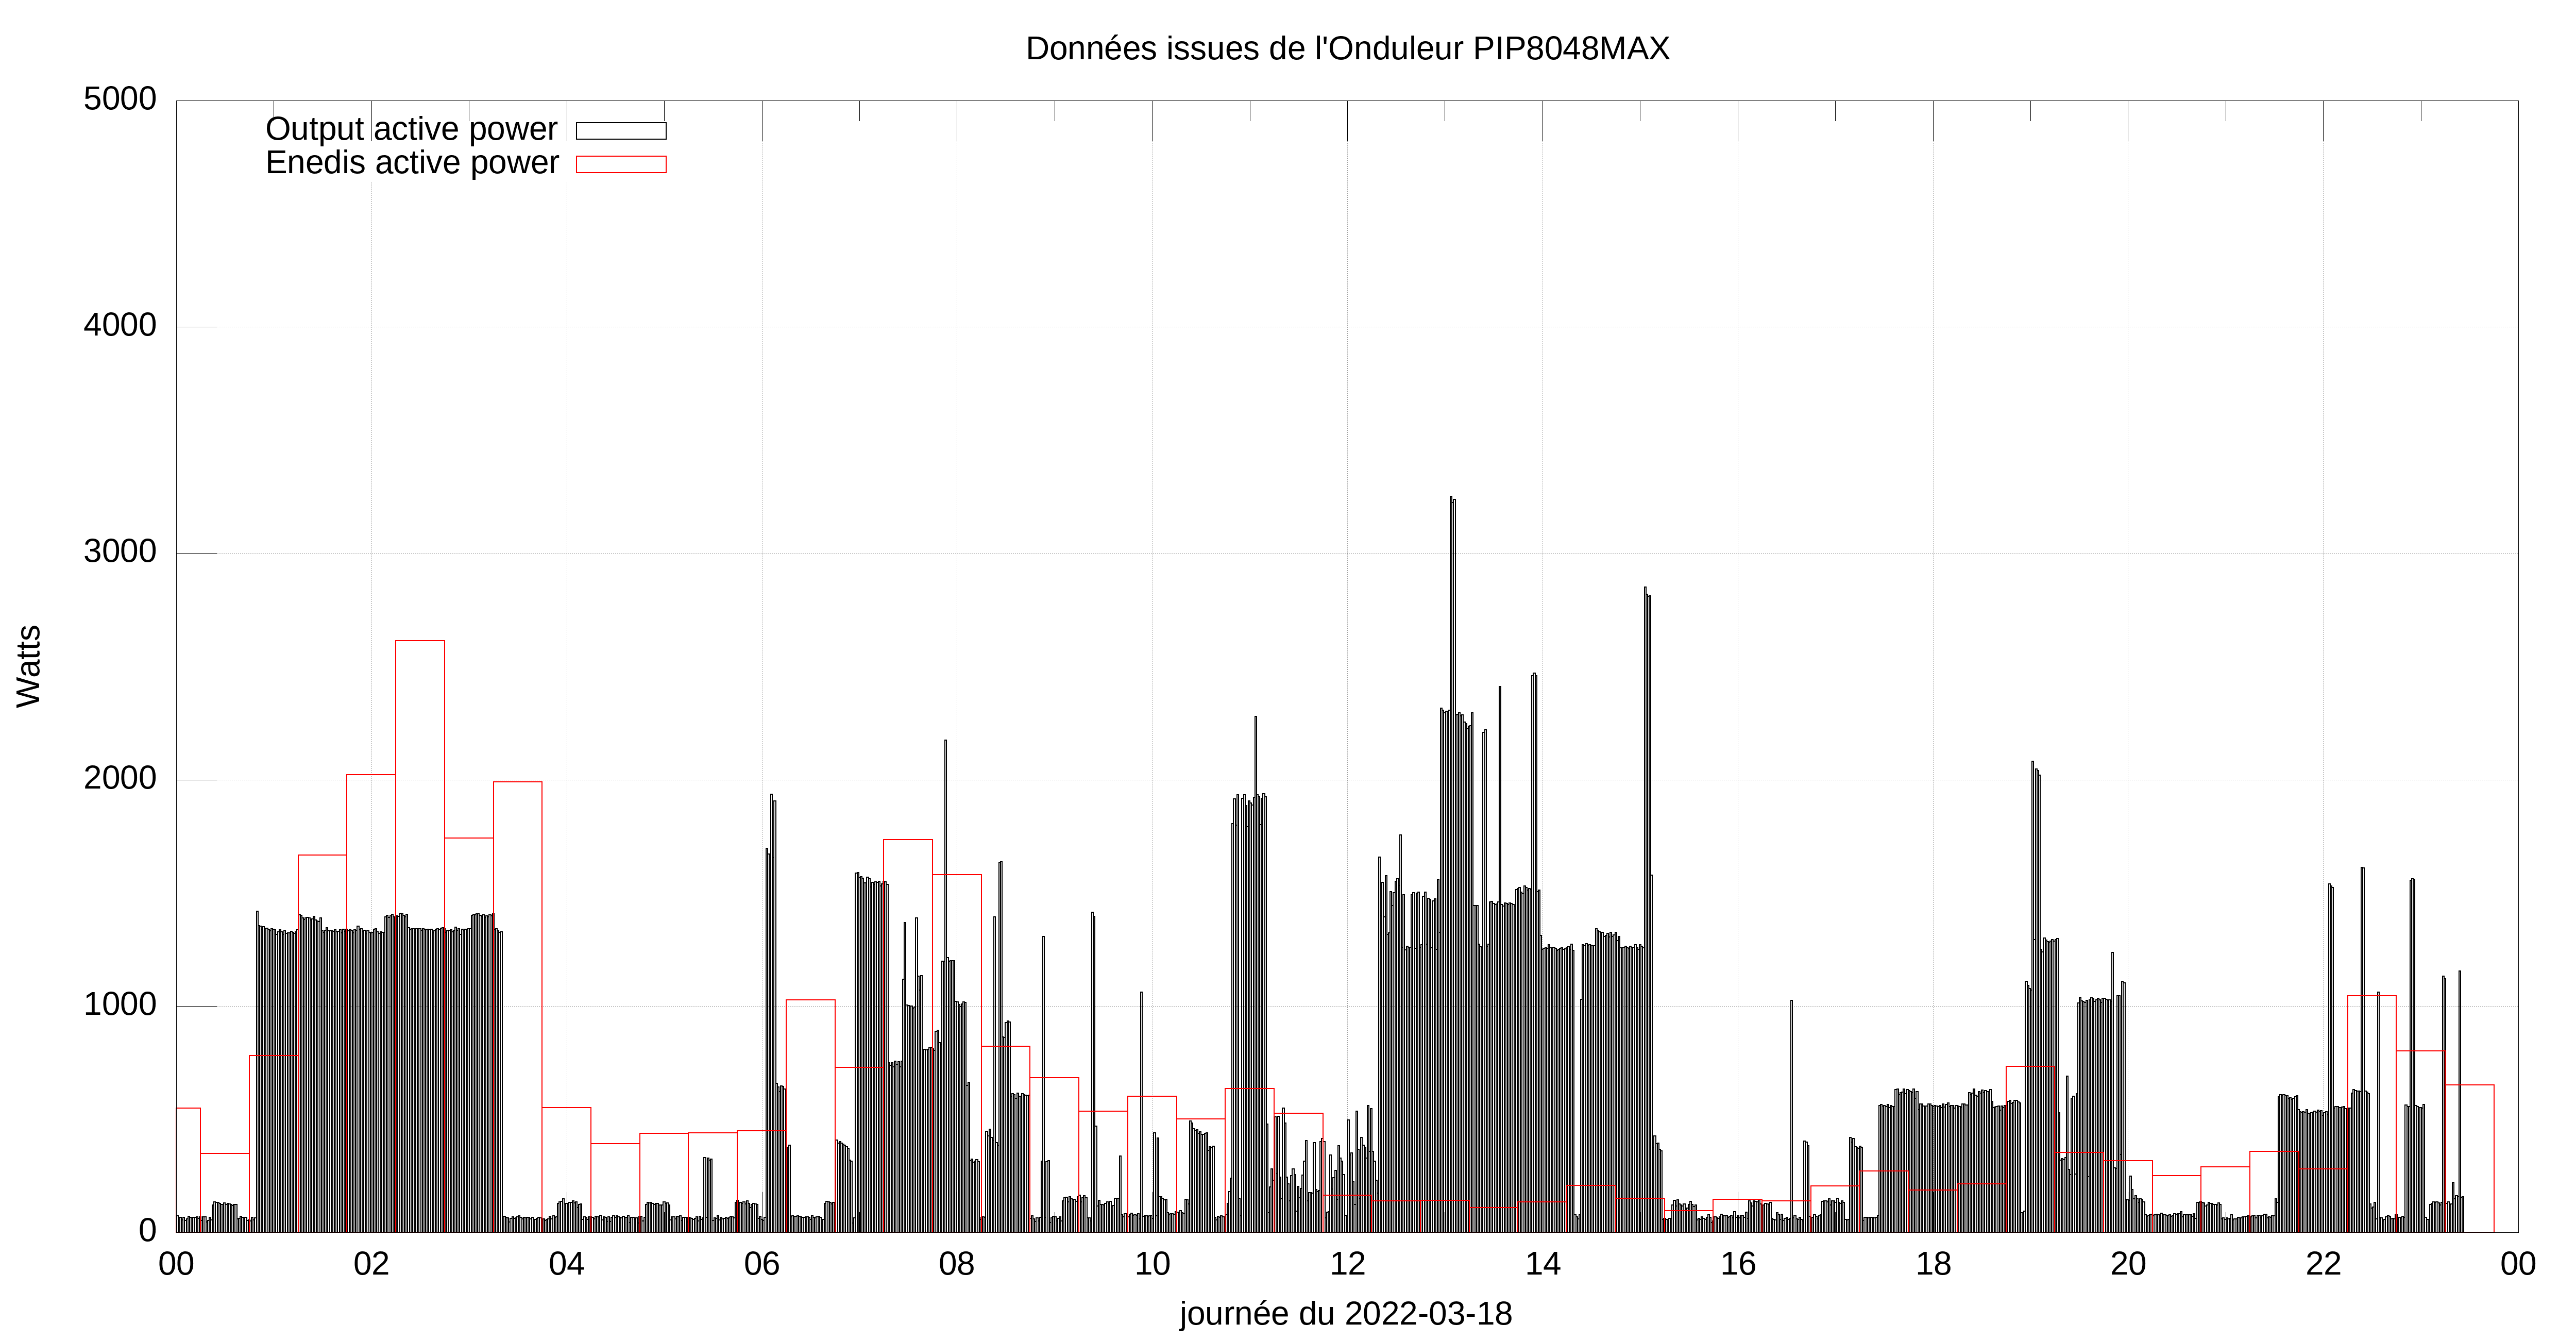 Données issues de l'Onduleur PIP8048MAX
5000
Output active power
Enedis active power
4000
3000
Watts
2000
1000
0
00 02 04 06 08 10 12 14 16 18 20 22 00
journée du 2022-03-18